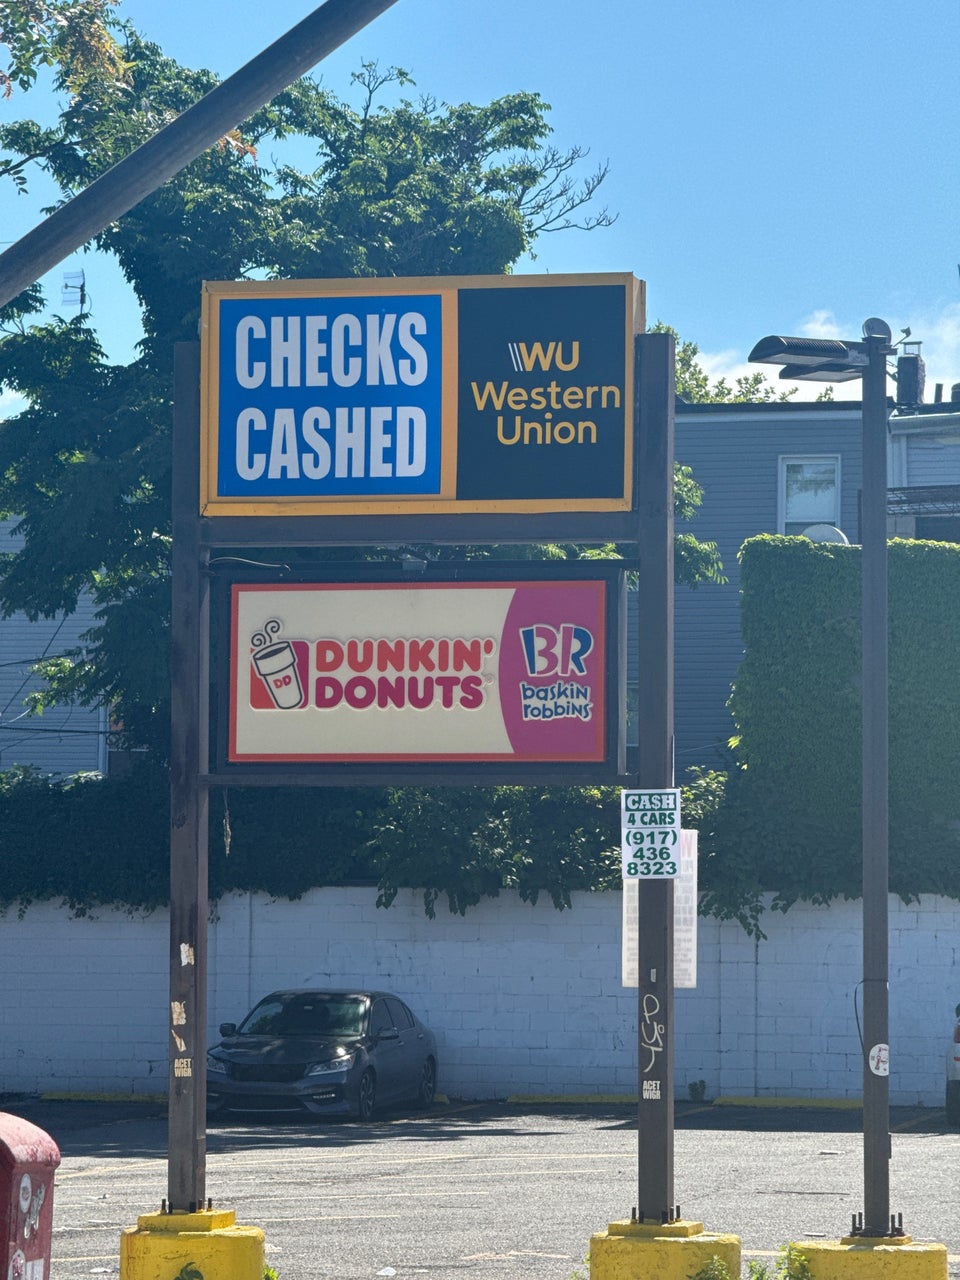 CHECKS
CASHED
WU
Western
Union
DD
DUNKIN'
DONUTS
BR
baskin
robbins
CA$H
4 CARS
(917)
436
8323
ACET
WIGR
ACET
WIGR